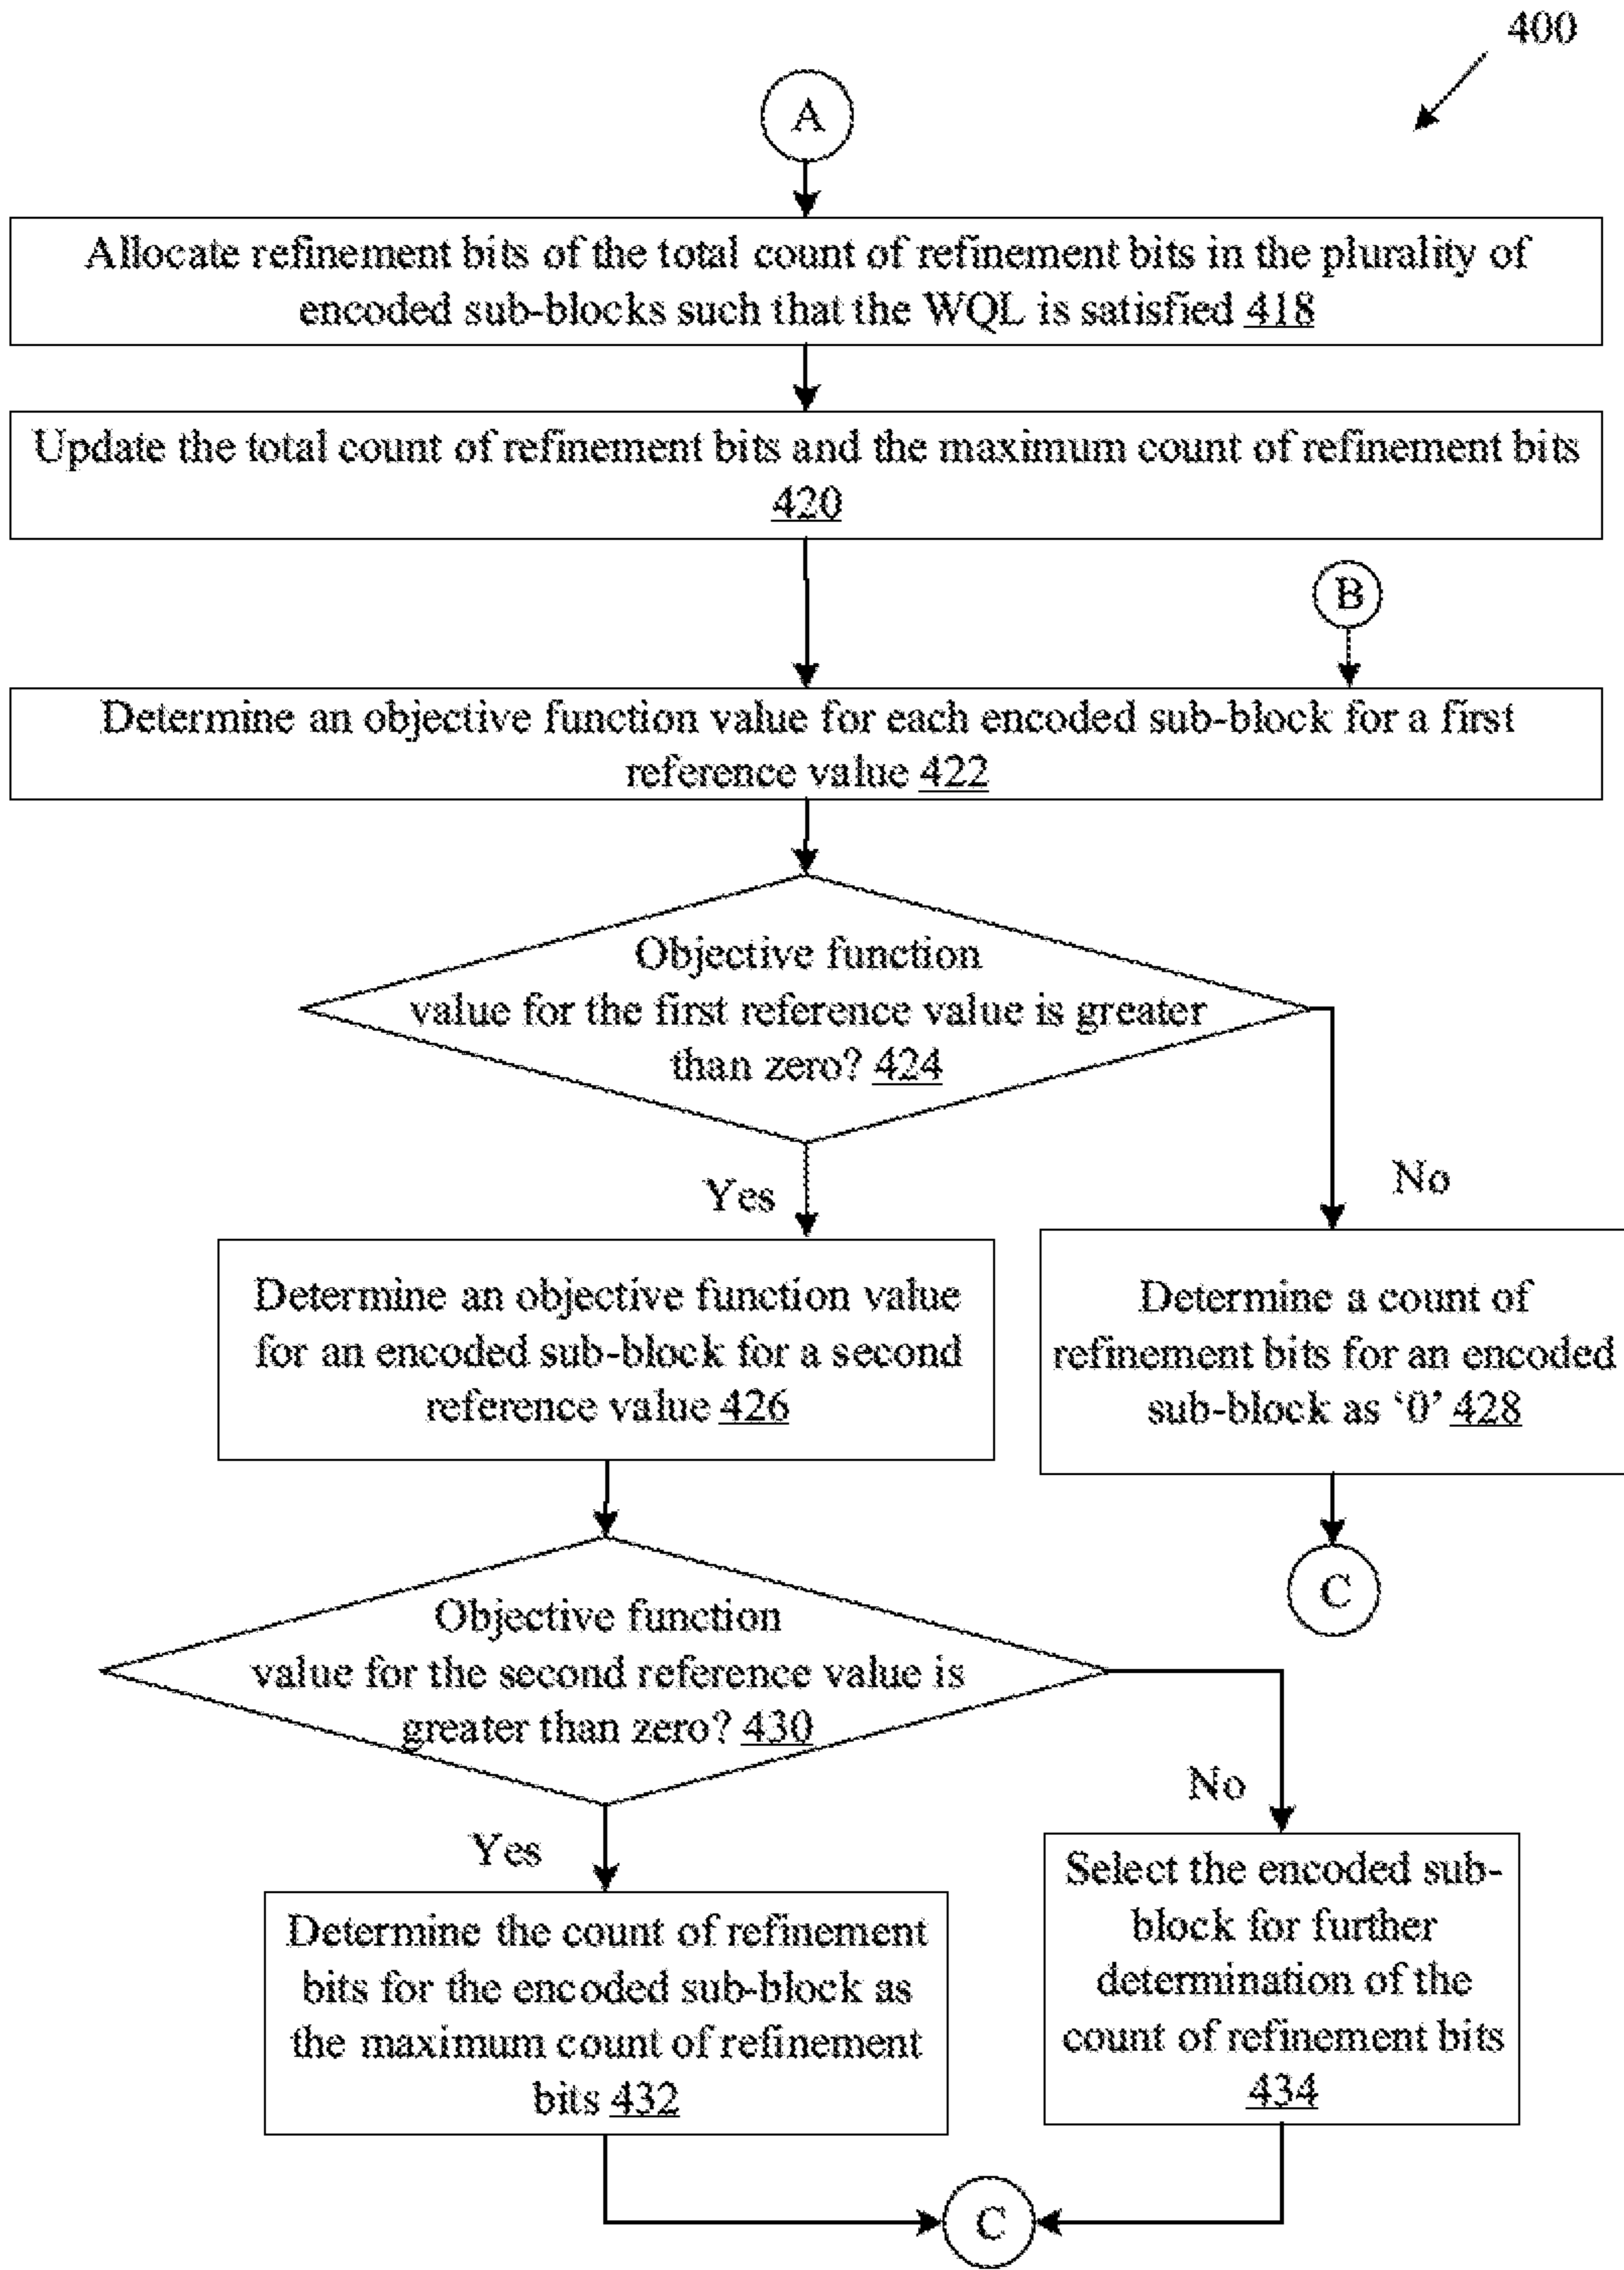 400
A
Allocate refinement bits of the total count of refinement bits in the plurality of
encoded sub-blocks such that the WQL is satisfied 418
Update the total count of refinement bits and the maximum count of refinement bits
420
B
Determine an objective function value for each encoded sub-block for a first
reference value 422
Objective function
value for the first reference value is greater
than zero? 424
Yes
No
Determine an objective function value
for an encoded sub-block for a second
reference value 426
Determine a count of
refinement bits for an encoded
sub-block as ‘0’ 428
C
Objective function
value for the second reference value is
greater than zero? 430
No
Yes
Determine the count of refinement
bits for the encoded sub-block as
the maximum count of refinement
bits 432
Select the encoded sub-
block for further
determination of the
count of refinement bits
434
C